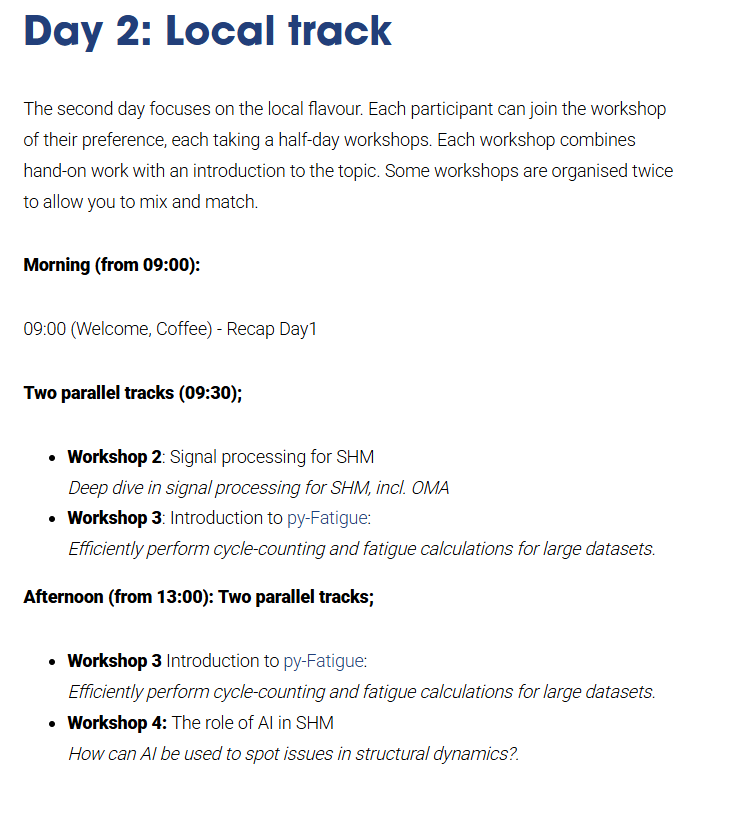 Day 2: Local track
The second day focuses on the local flavour. Each participant can join the workshop
of their preference, each taking a half-day workshops. Each workshop combines
hand-on work with an introduction to the topic. Some workshops are organised twice
to allow you to mix and match.
Morning (from 09:00):
09:00 (Welcome, Coffee) - Recap Day1
Two parallel tracks (09:30);
• Workshop 2: Signal processing for SHM
Deep dive in signal processing for SHM, incl. OMA
• Workshop 3: Introduction to py-Fatigue:
Efficiently perform cycle-counting and fatigue calculations for large datasets.
Afternoon (from 13:00): Two parallel tracks;
• Workshop 3 Introduction to py-Fatigue:
Efficiently perform cycle-counting and fatigue calculations for large datasets.
• Workshop 4: The role of AI in SHM
How can AI be used to spot issues in structural dynamics?.